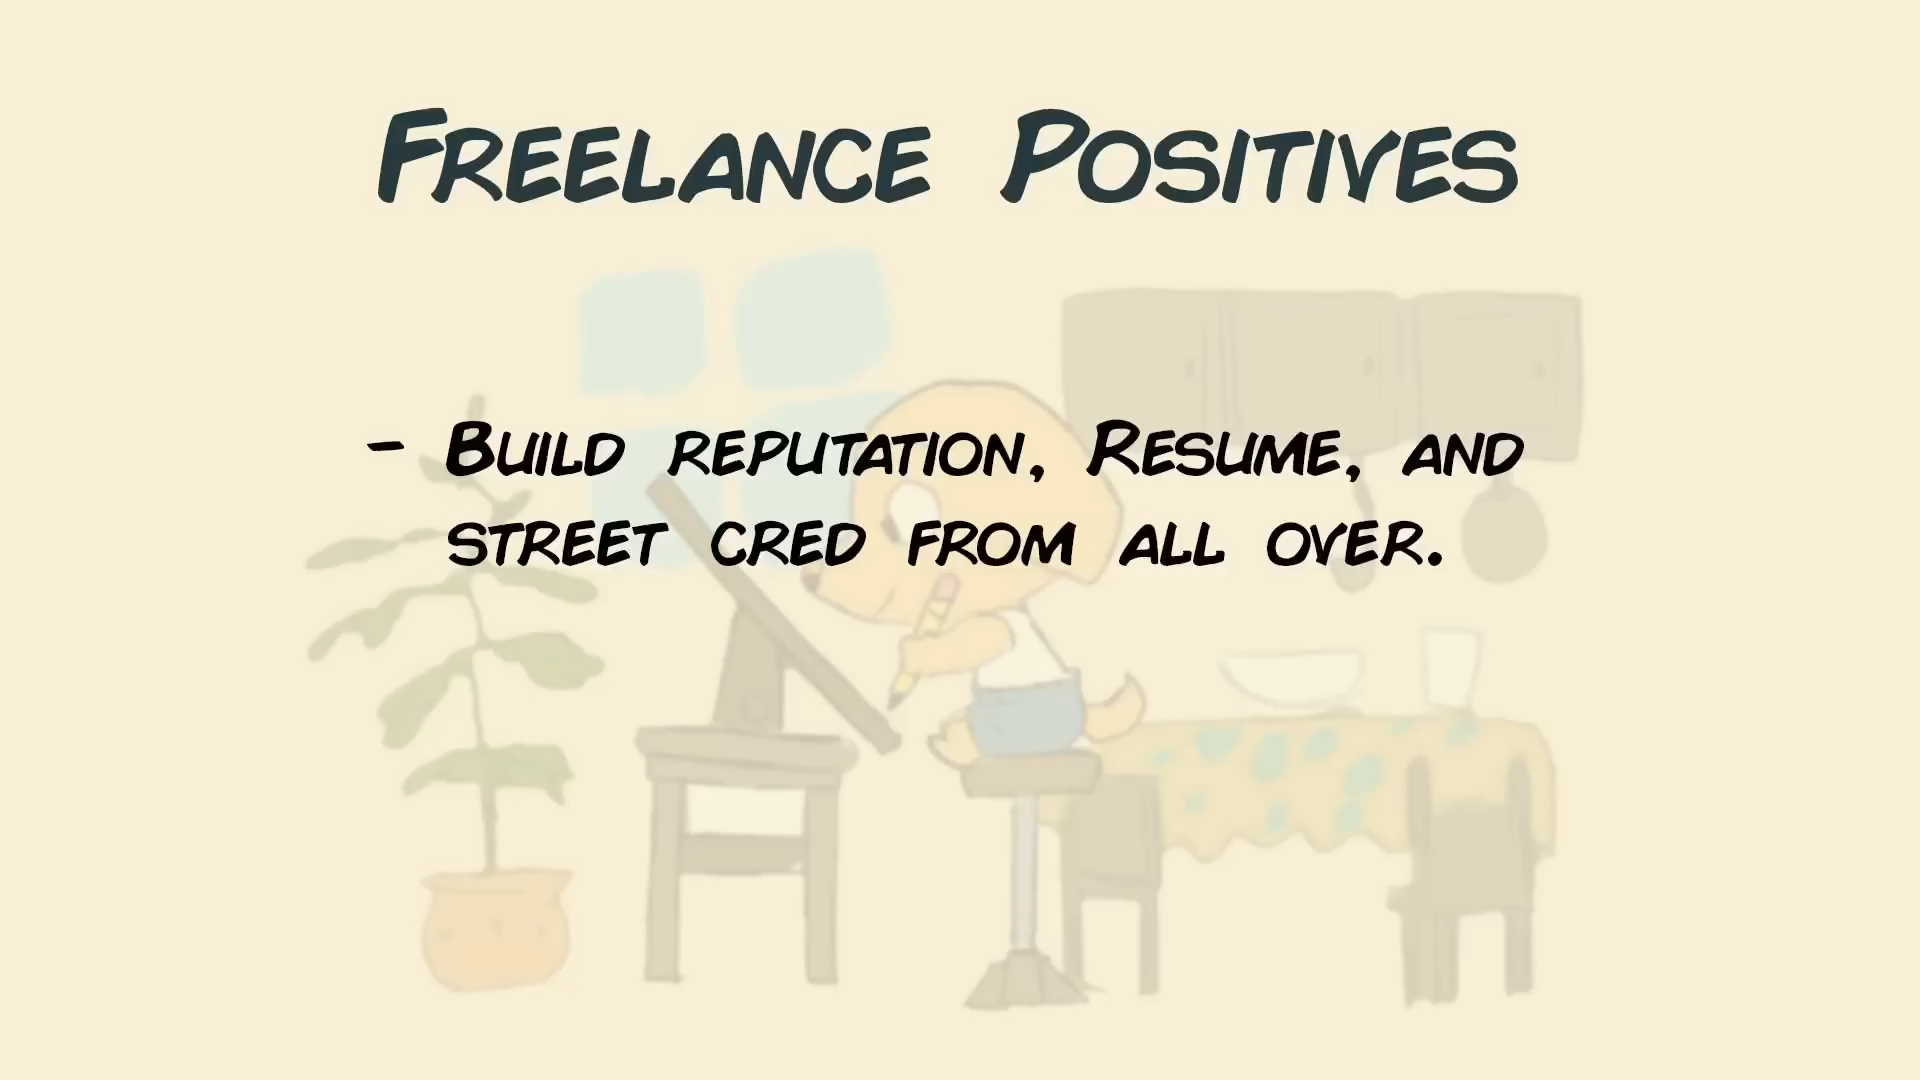 Freelance Positives
- Build reputation, Resume, and
street cred from all over.